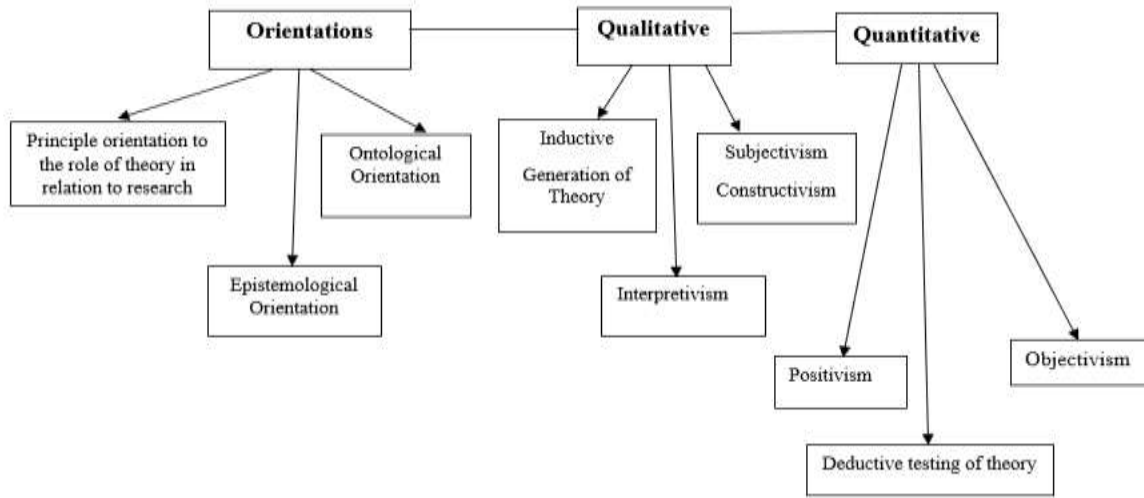 Orientations
Qualitative
Quantitative
Principle orientation to
the role of theory in
relation to research
Ontological
Orientation
Epistemological
Orientation
Inductive
Generation of
Theory
Subjectivism
Constructivism
Interpretivism
Positivism
Objectivism
Deductive testing of theory